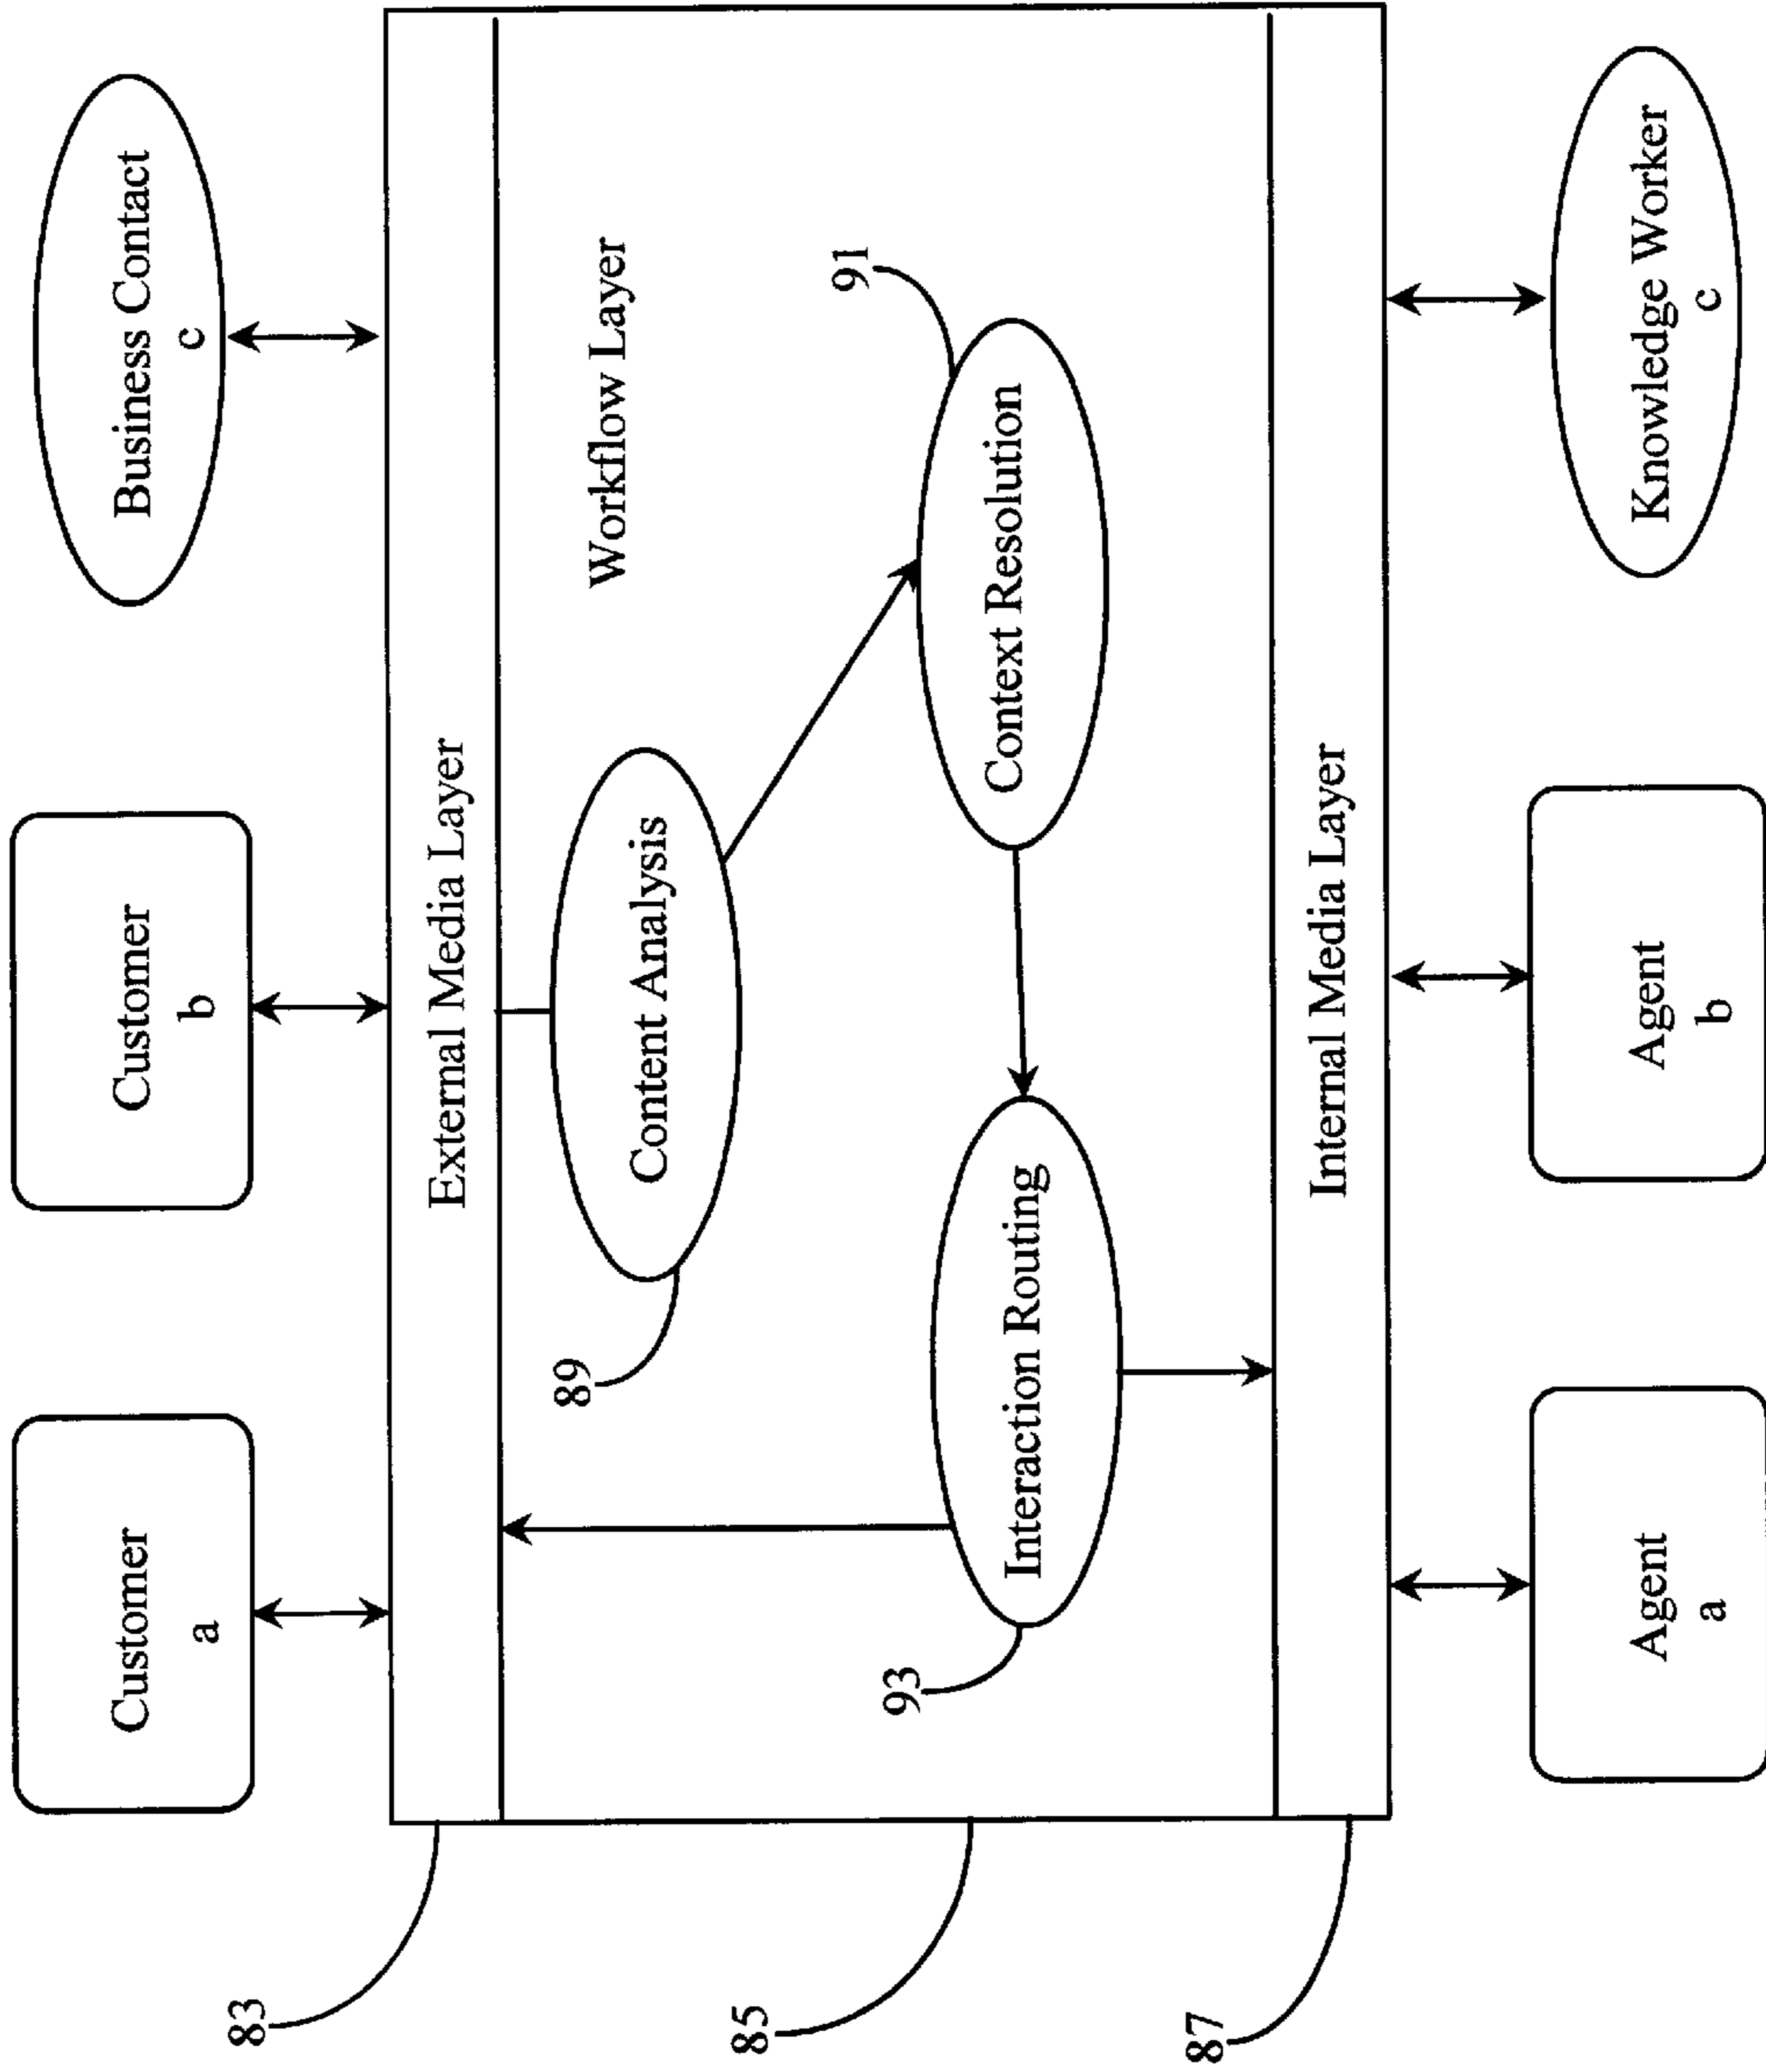 Customer
a
Customer
b
Business Contact
c
83
External Media Layer
89
Content Analysis
Workflow Layer
85
91
93
Interaction Routing
Context Resolution
87
Internal Media Layer
Agent
a
Agent
b
Knowledge Worker
c